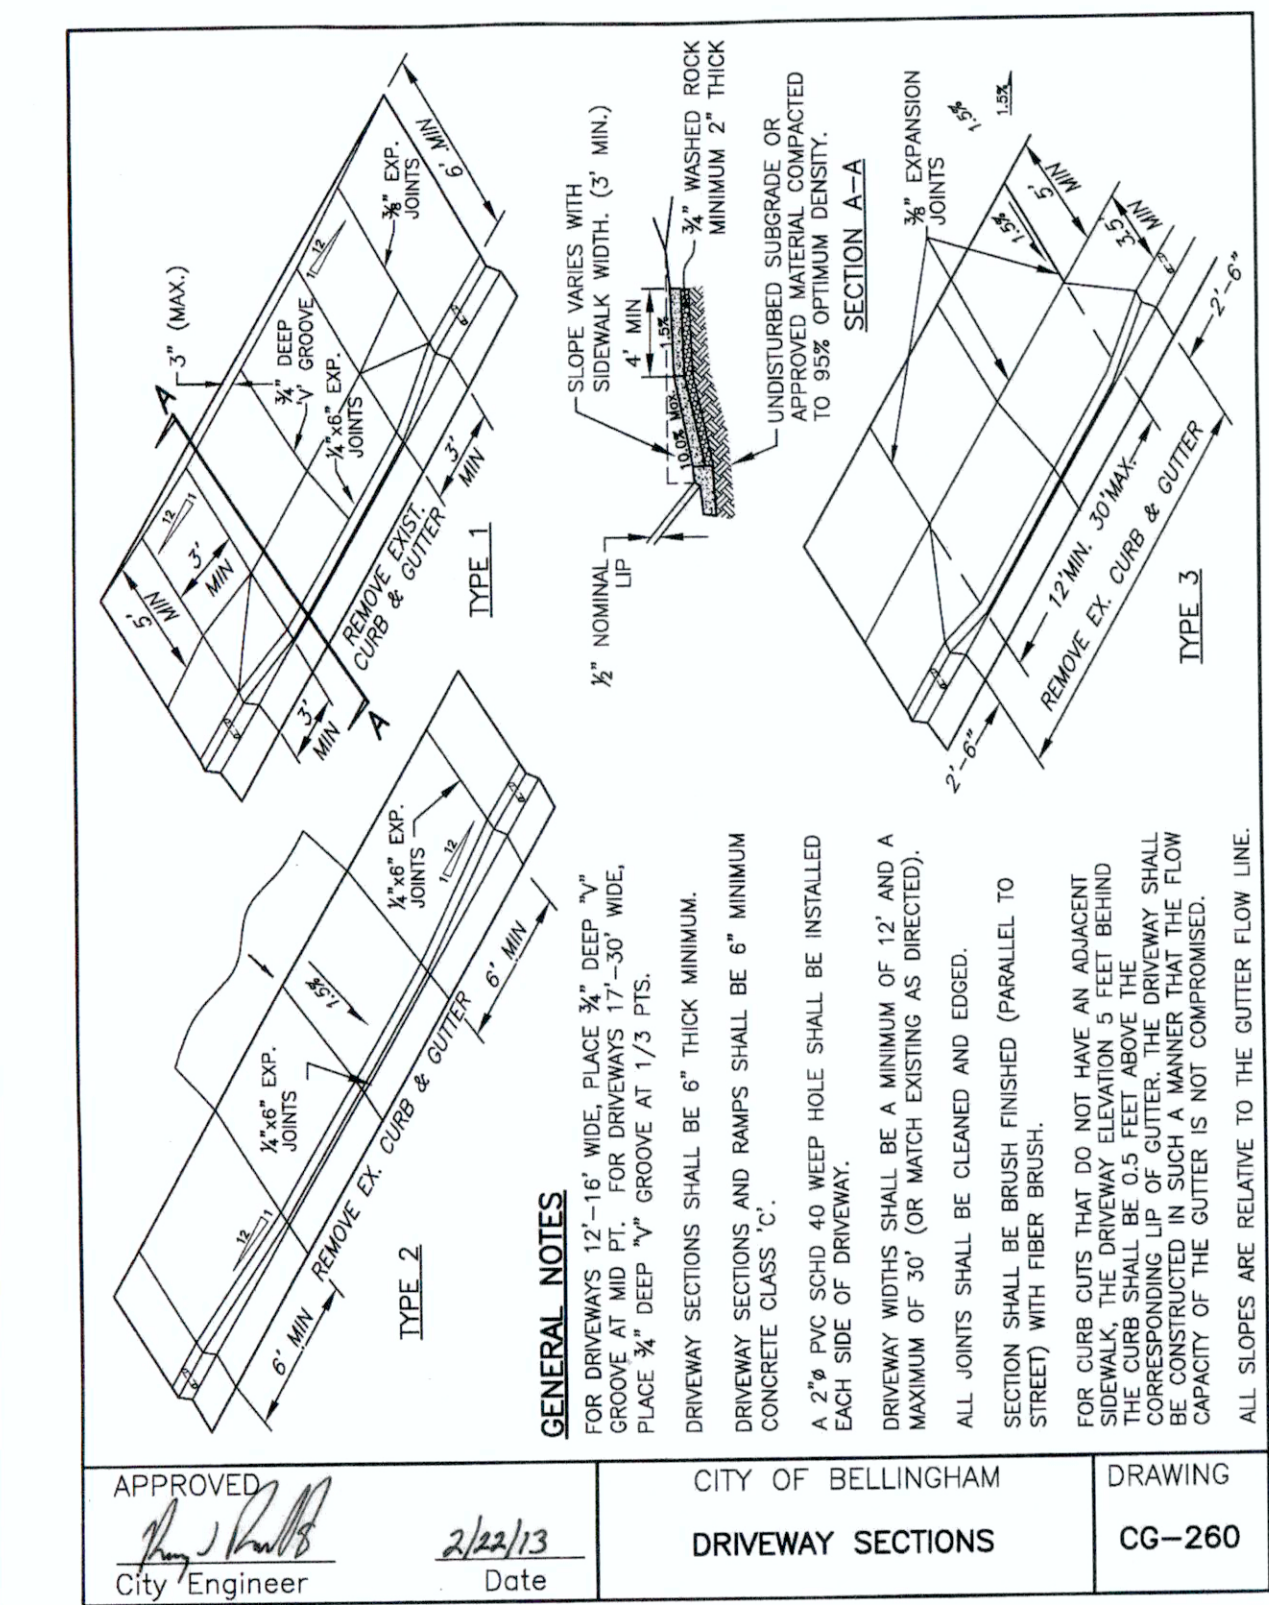 TYPE 2
6' MIN
REMOVE EX. CURB & GUTTER
6' MIN
12
1
¼"x6" EXP.
JOINTS
1.5%
¼"x6" EXP.
JOINTS
1
12
TYPE 1
5'
MIN
3'
MIN
12
1
A
A
3" (MAX.)
¾" DEEP
'V' GROOVE
¼"x6" EXP.
JOINTS
1
12
⅜" EXP.
JOINTS
6' MIN
3'
MIN
REMOVE EXIST.
CURB & GUTTER
3'
MIN
½" NOMINAL
LIP
SLOPE VARIES WITH
SIDEWALK WIDTH. (3' MIN.)
4' MIN
10.0% Max.
1.5%
¾" WASHED ROCK
MINIMUM 2" THICK
UNDISTURBED SUBGRADE OR
APPROVED MATERIAL COMPACTED
TO 95% OPTIMUM DENSITY.
SECTION A-A
⅜" EXPANSION
JOINTS
1.5%
1.5%
1.5%
5'
MIN
3.5'
MIN
2'-6"
12'MIN. 30'MAX.
REMOVE EX. CURB & GUTTER
2'-6"
TYPE 3
GENERAL NOTES
FOR DRIVEWAYS 12'-16' WIDE, PLACE ¾" DEEP "V"
GROOVE AT MID PT. FOR DRIVEWAYS 17'-30' WIDE,
PLACE ¾" DEEP "V" GROOVE AT 1/3 PTS.
DRIVEWAY SECTIONS SHALL BE 6" THICK MINIMUM.
DRIVEWAY SECTIONS AND RAMPS SHALL BE 6" MINIMUM
CONCRETE CLASS 'C'.
A 2"ø PVC SCHD 40 WEEP HOLE SHALL BE INSTALLED
EACH SIDE OF DRIVEWAY.
DRIVEWAY WIDTHS SHALL BE A MINIMUM OF 12' AND A
MAXIMUM OF 30' (OR MATCH EXISTING AS DIRECTED).
ALL JOINTS SHALL BE CLEANED AND EDGED.
SECTION SHALL BE BRUSH FINISHED (PARALLEL TO
STREET) WITH FIBER BRUSH.
FOR CURB CUTS THAT DO NOT HAVE AN ADJACENT
SIDEWALK, THE DRIVEWAY ELEVATION 5 FEET BEHIND
THE CURB SHALL BE 0.5 FEET ABOVE THE
CORRESPONDING LIP OF GUTTER. THE DRIVEWAY SHALL
BE CONSTRUCTED IN SUCH A MANNER THAT THE FLOW
CAPACITY OF THE GUTTER IS NOT COMPROMISED.
ALL SLOPES ARE RELATIVE TO THE GUTTER FLOW LINE.
APPROVED
City Engineer
2/22/13
Date
CITY OF BELLINGHAM
DRIVEWAY SECTIONS
DRAWING
CG-260